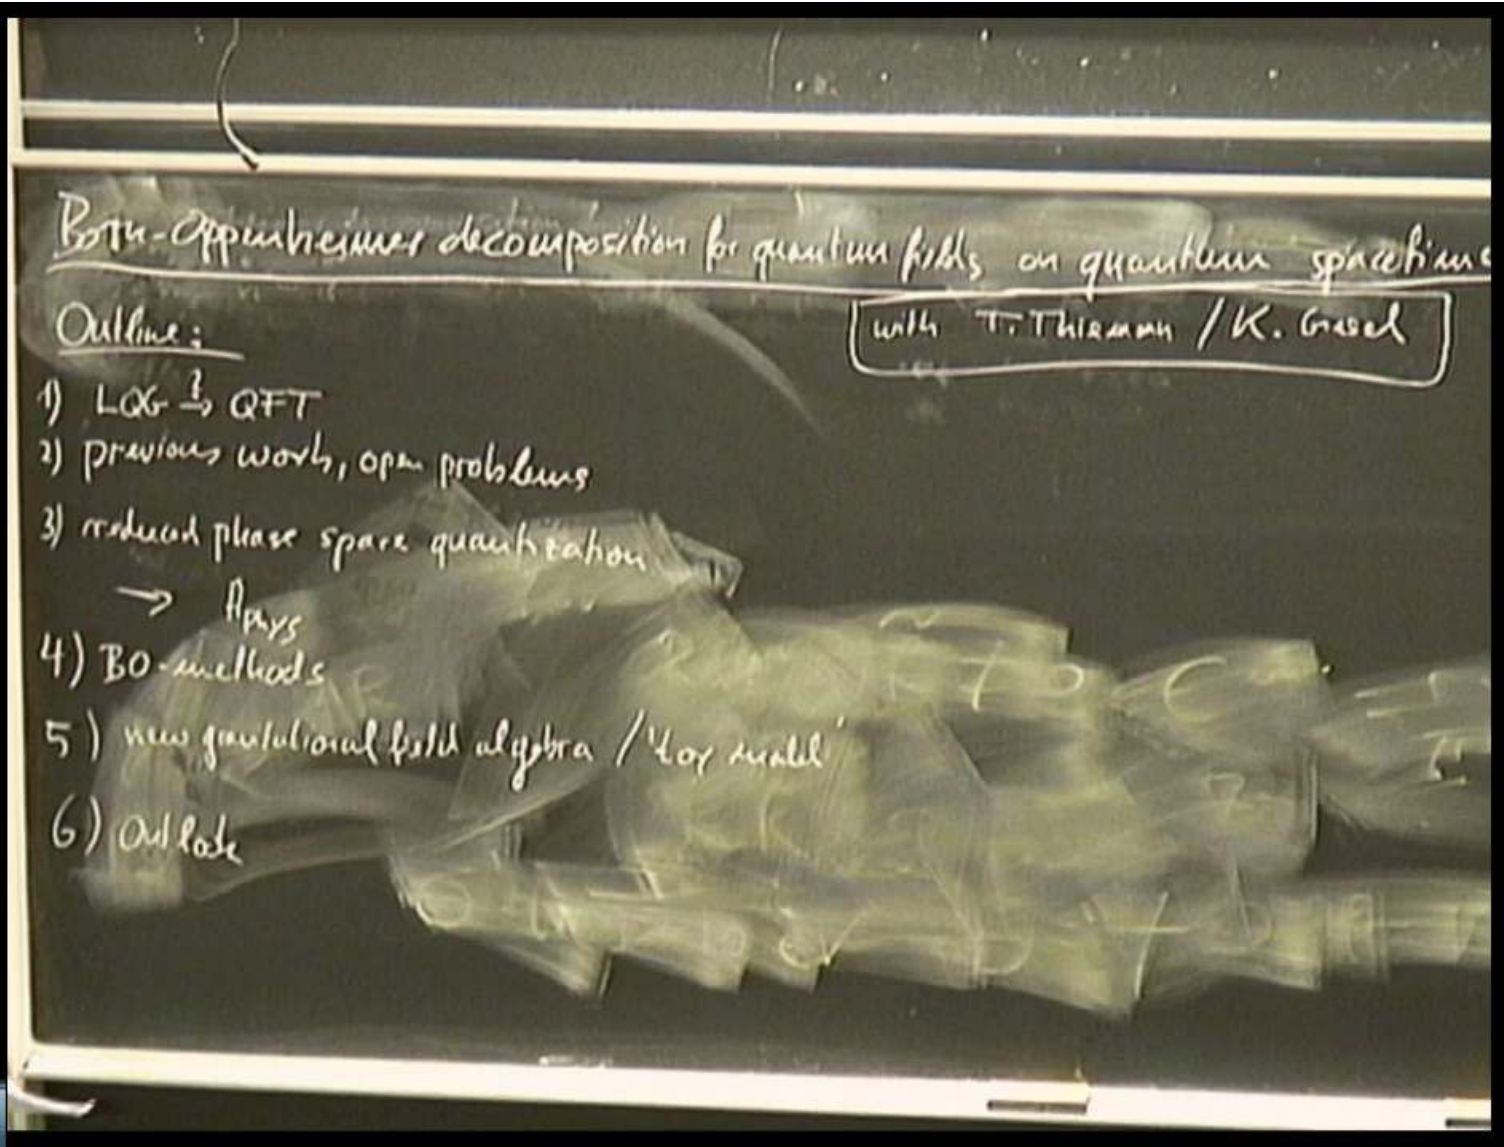 Born-Oppenheimer decomposition for quantum fields on quantum spacetime
with T. Thiemann / K. Giesel
Outline:
1) LQG ?→ QFT
2) previous work, open problems
3) reduced phase space quantization
→ Aphys
4) BO-methods
5) new gravitational field algebra / 'toy model'
6) Outlook